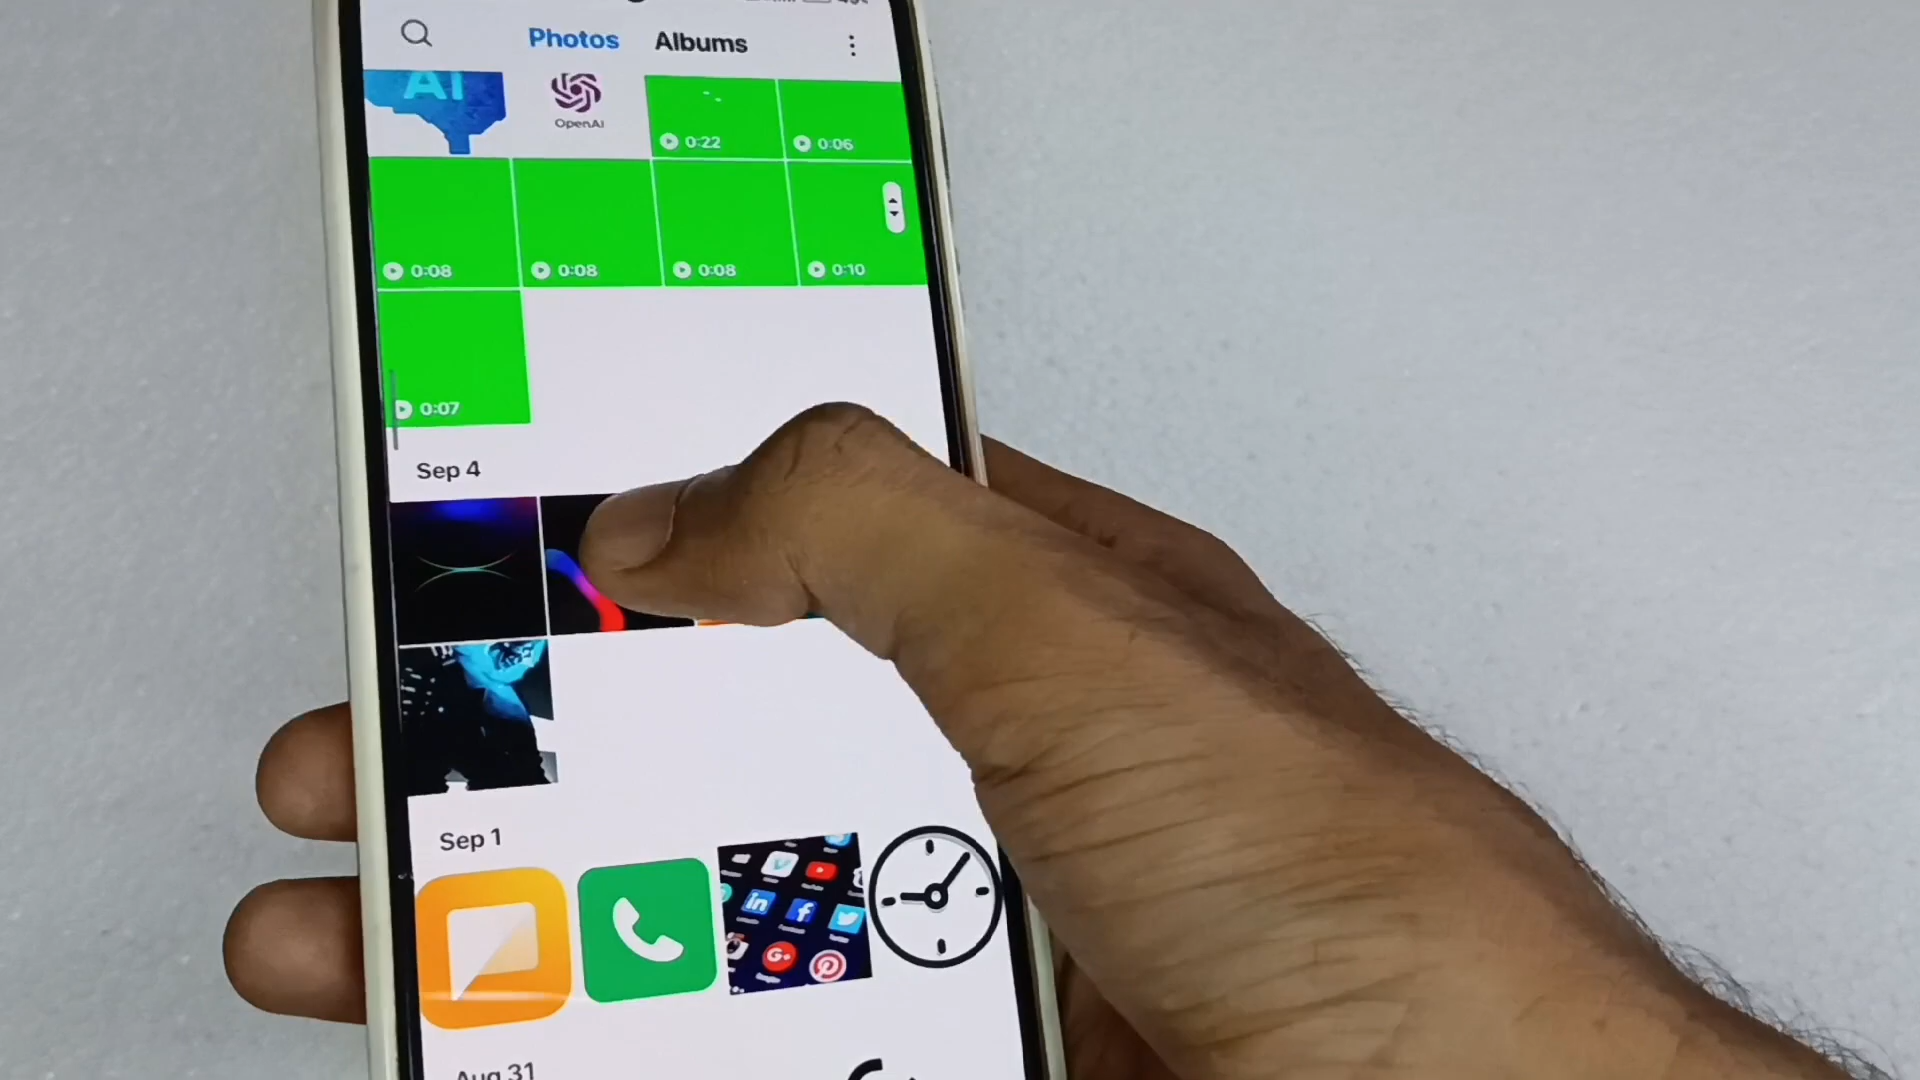 Photos Albums
AI
OpenAI
0:22
0:06
0:08
0:08
0:08
0:10
0:07
Sep 4
Sep 1
in
f
G+
Aug 31